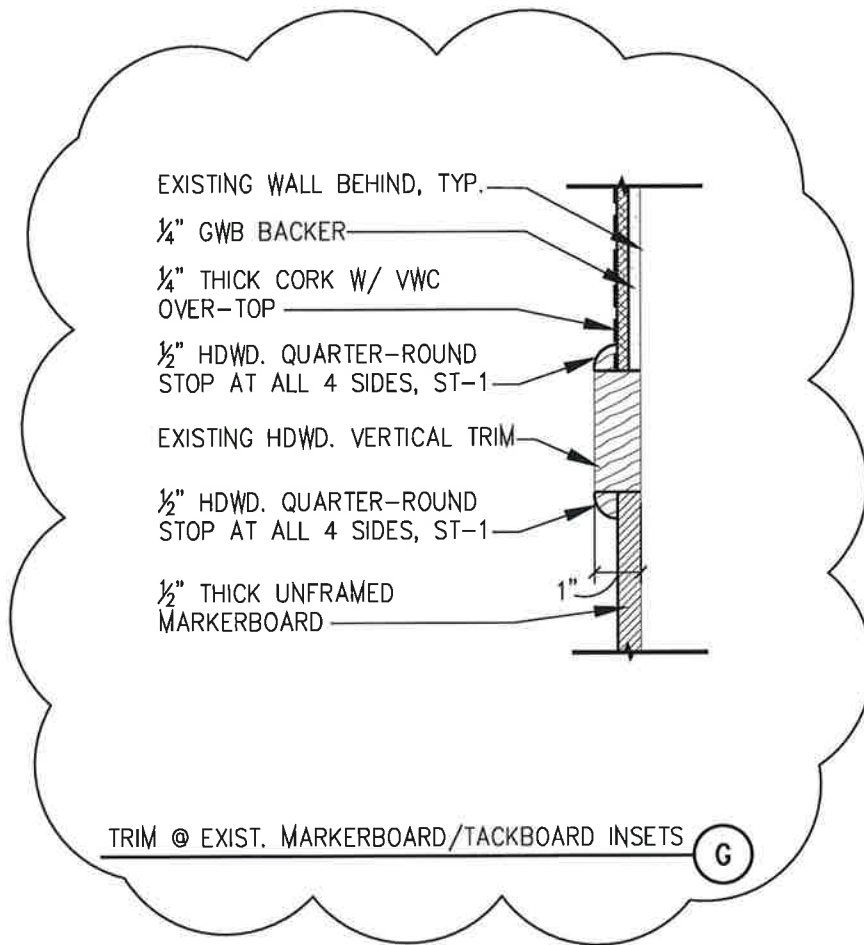 EXISTING WALL BEHIND, TYP.
¼" GWB BACKER
¼" THICK CORK W/ VWC
OVER-TOP
½" HDWD. QUARTER-ROUND
STOP AT ALL 4 SIDES, ST-1
EXISTING HDWD. VERTICAL TRIM
½" HDWD. QUARTER-ROUND
STOP AT ALL 4 SIDES, ST-1
1"
½" THICK UNFRAMED
MARKERBOARD
TRIM @ EXIST. MARKERBOARD/TACKBOARD INSETS
G